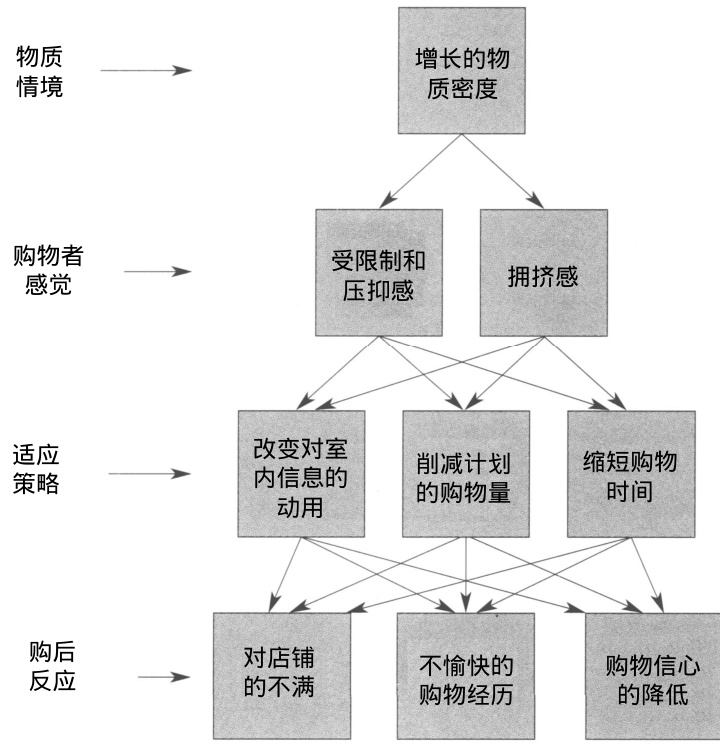 物质
情境
增长的物
质密度
购物者
感觉
受限制和
压抑感
拥挤感
适应
策略
改变对室
内信息的
动用
削减计划
的购物量
缩短购物
时间
购后
反应
对店铺
的不满
不愉快的
购物经历
购物信心
的降低